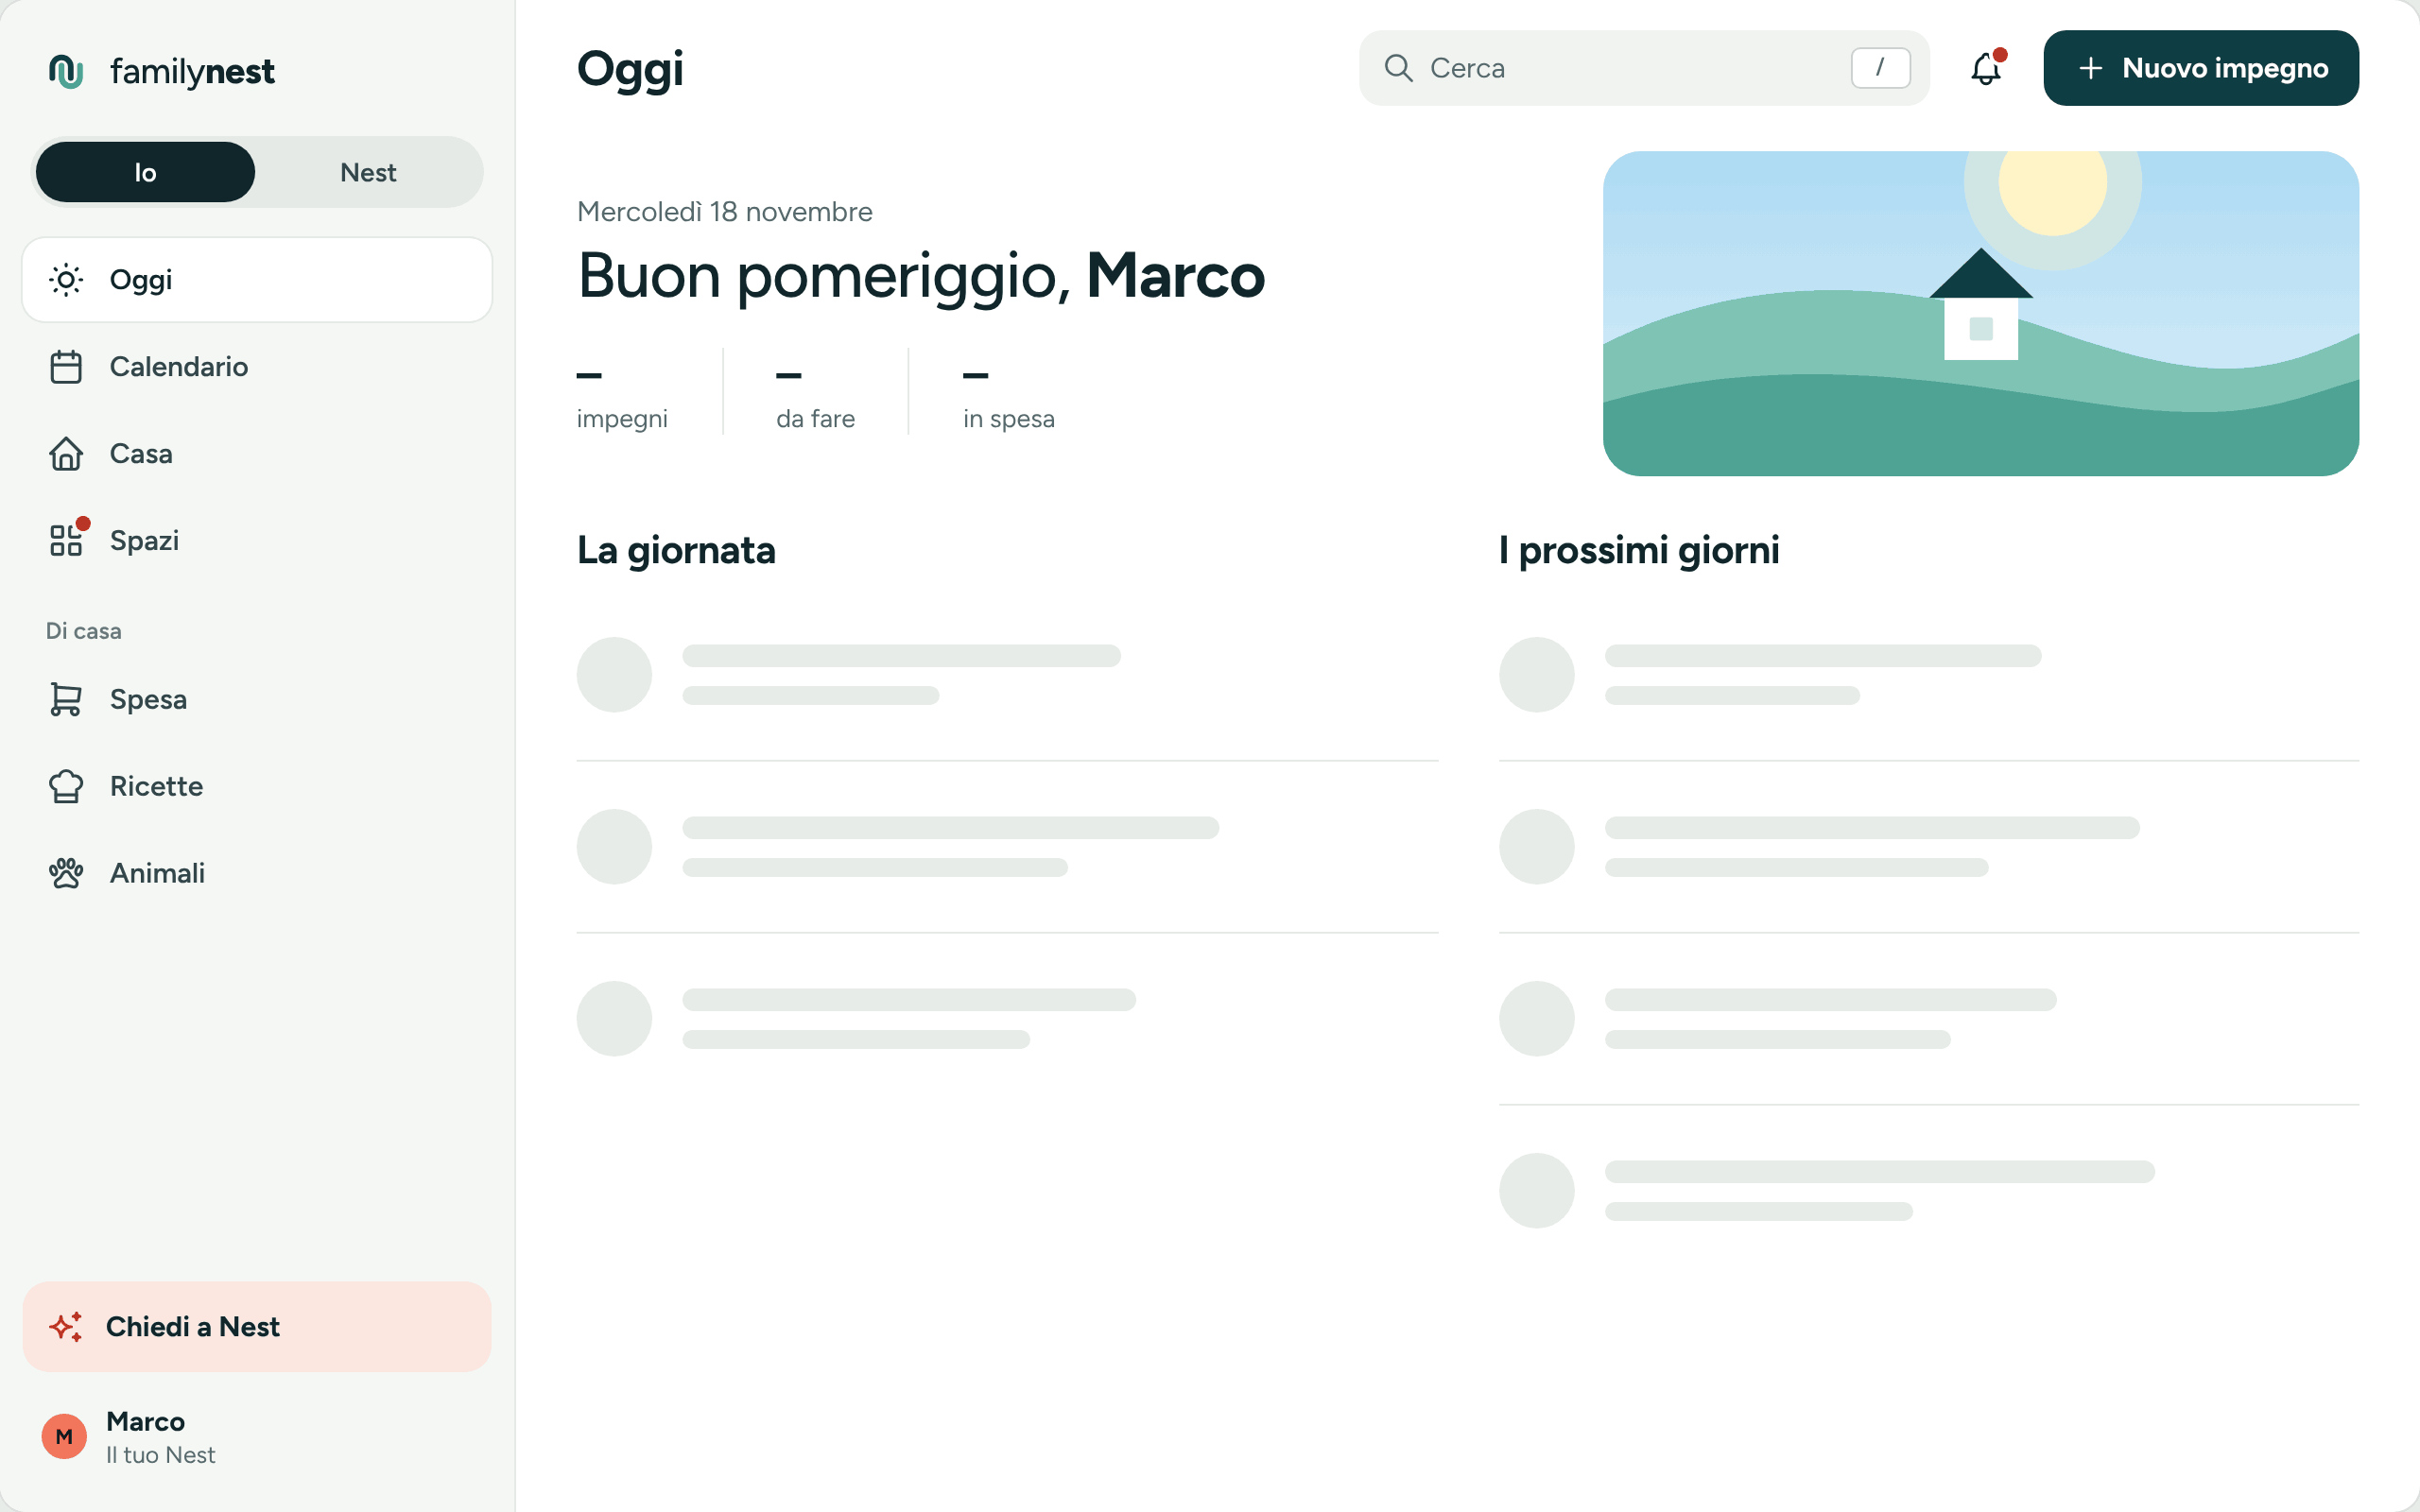 familynest
Io
Nest
Oggi
Calendario
Casa
Spazi
Di casa
Spesa
Ricette
Animali
Chiedi a Nest
M
Marco
Il tuo Nest
Oggi
Cerca
/
Nuovo impegno
Mercoledì 18 novembre
Buon pomeriggio, Marco
–
impegni
–
da fare
–
in spesa
La giornata
I prossimi giorni